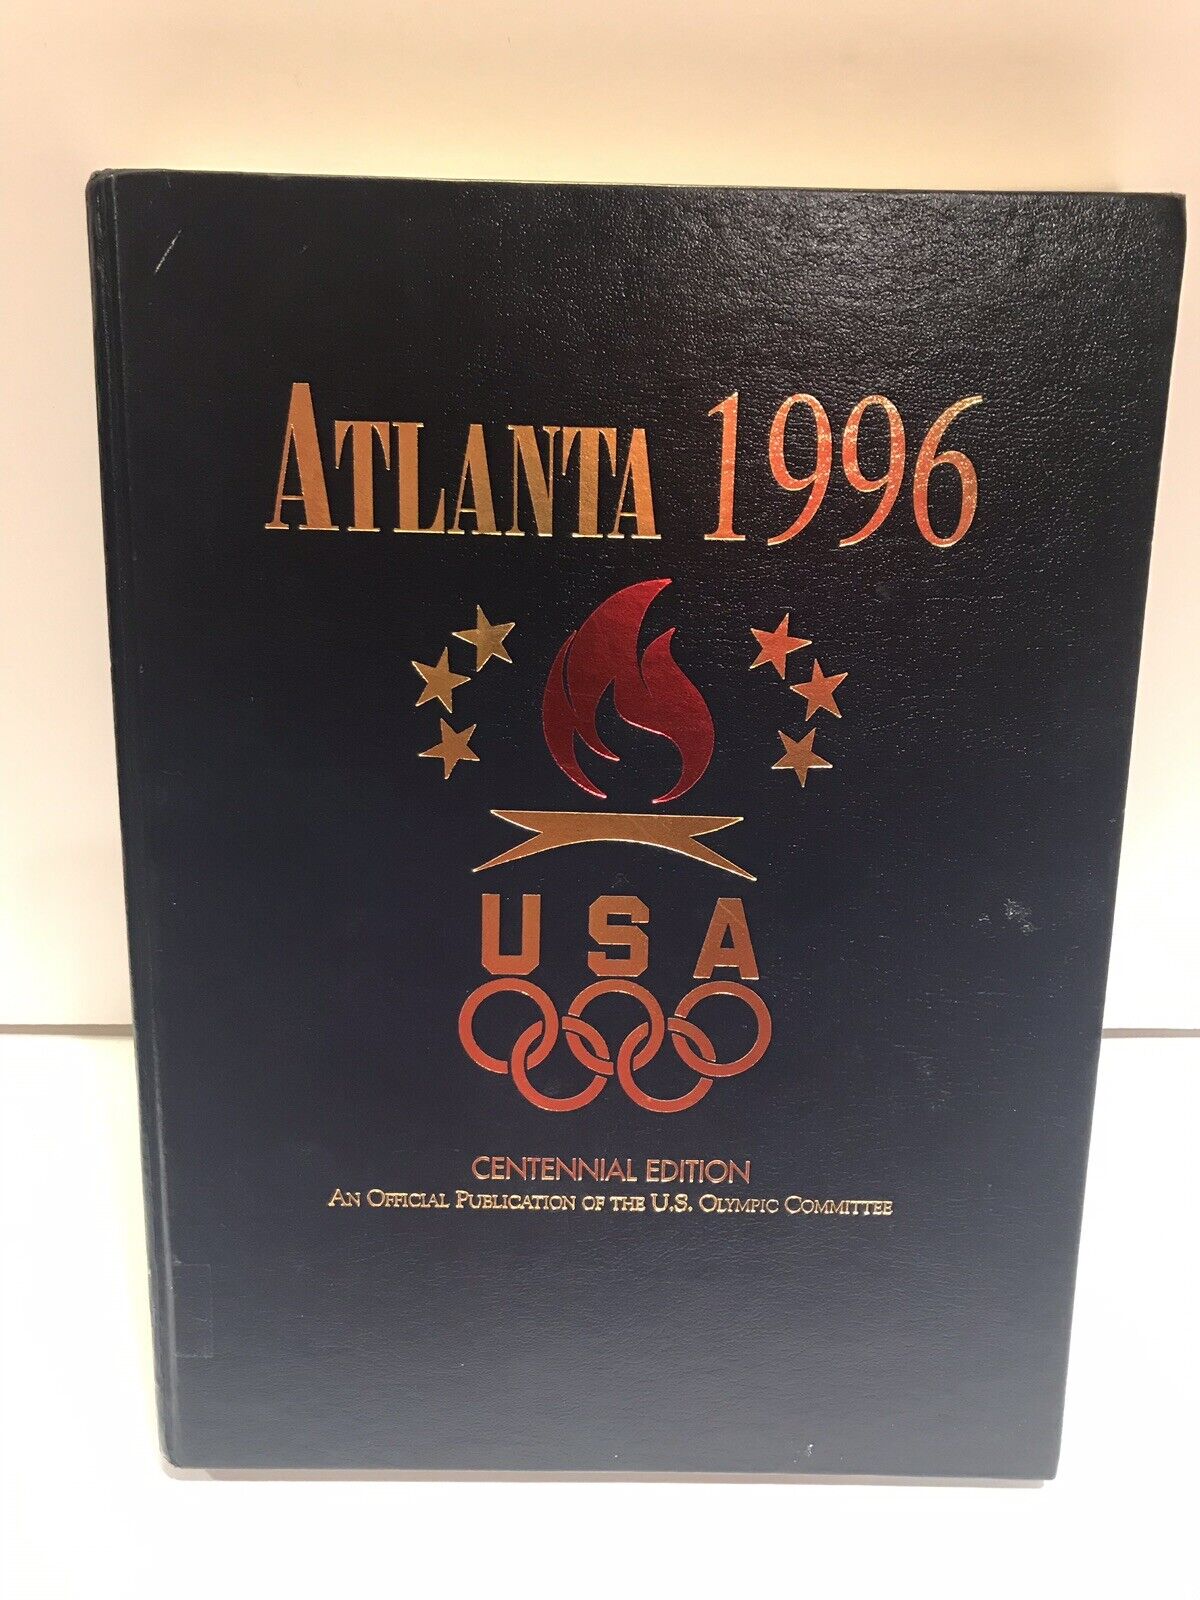 ATLANTA 1996
USA
CENTENNIAL EDITION
AN OFFICIAL PUBLICATION OF THE U.S. OLYMPIC COMMITTEE